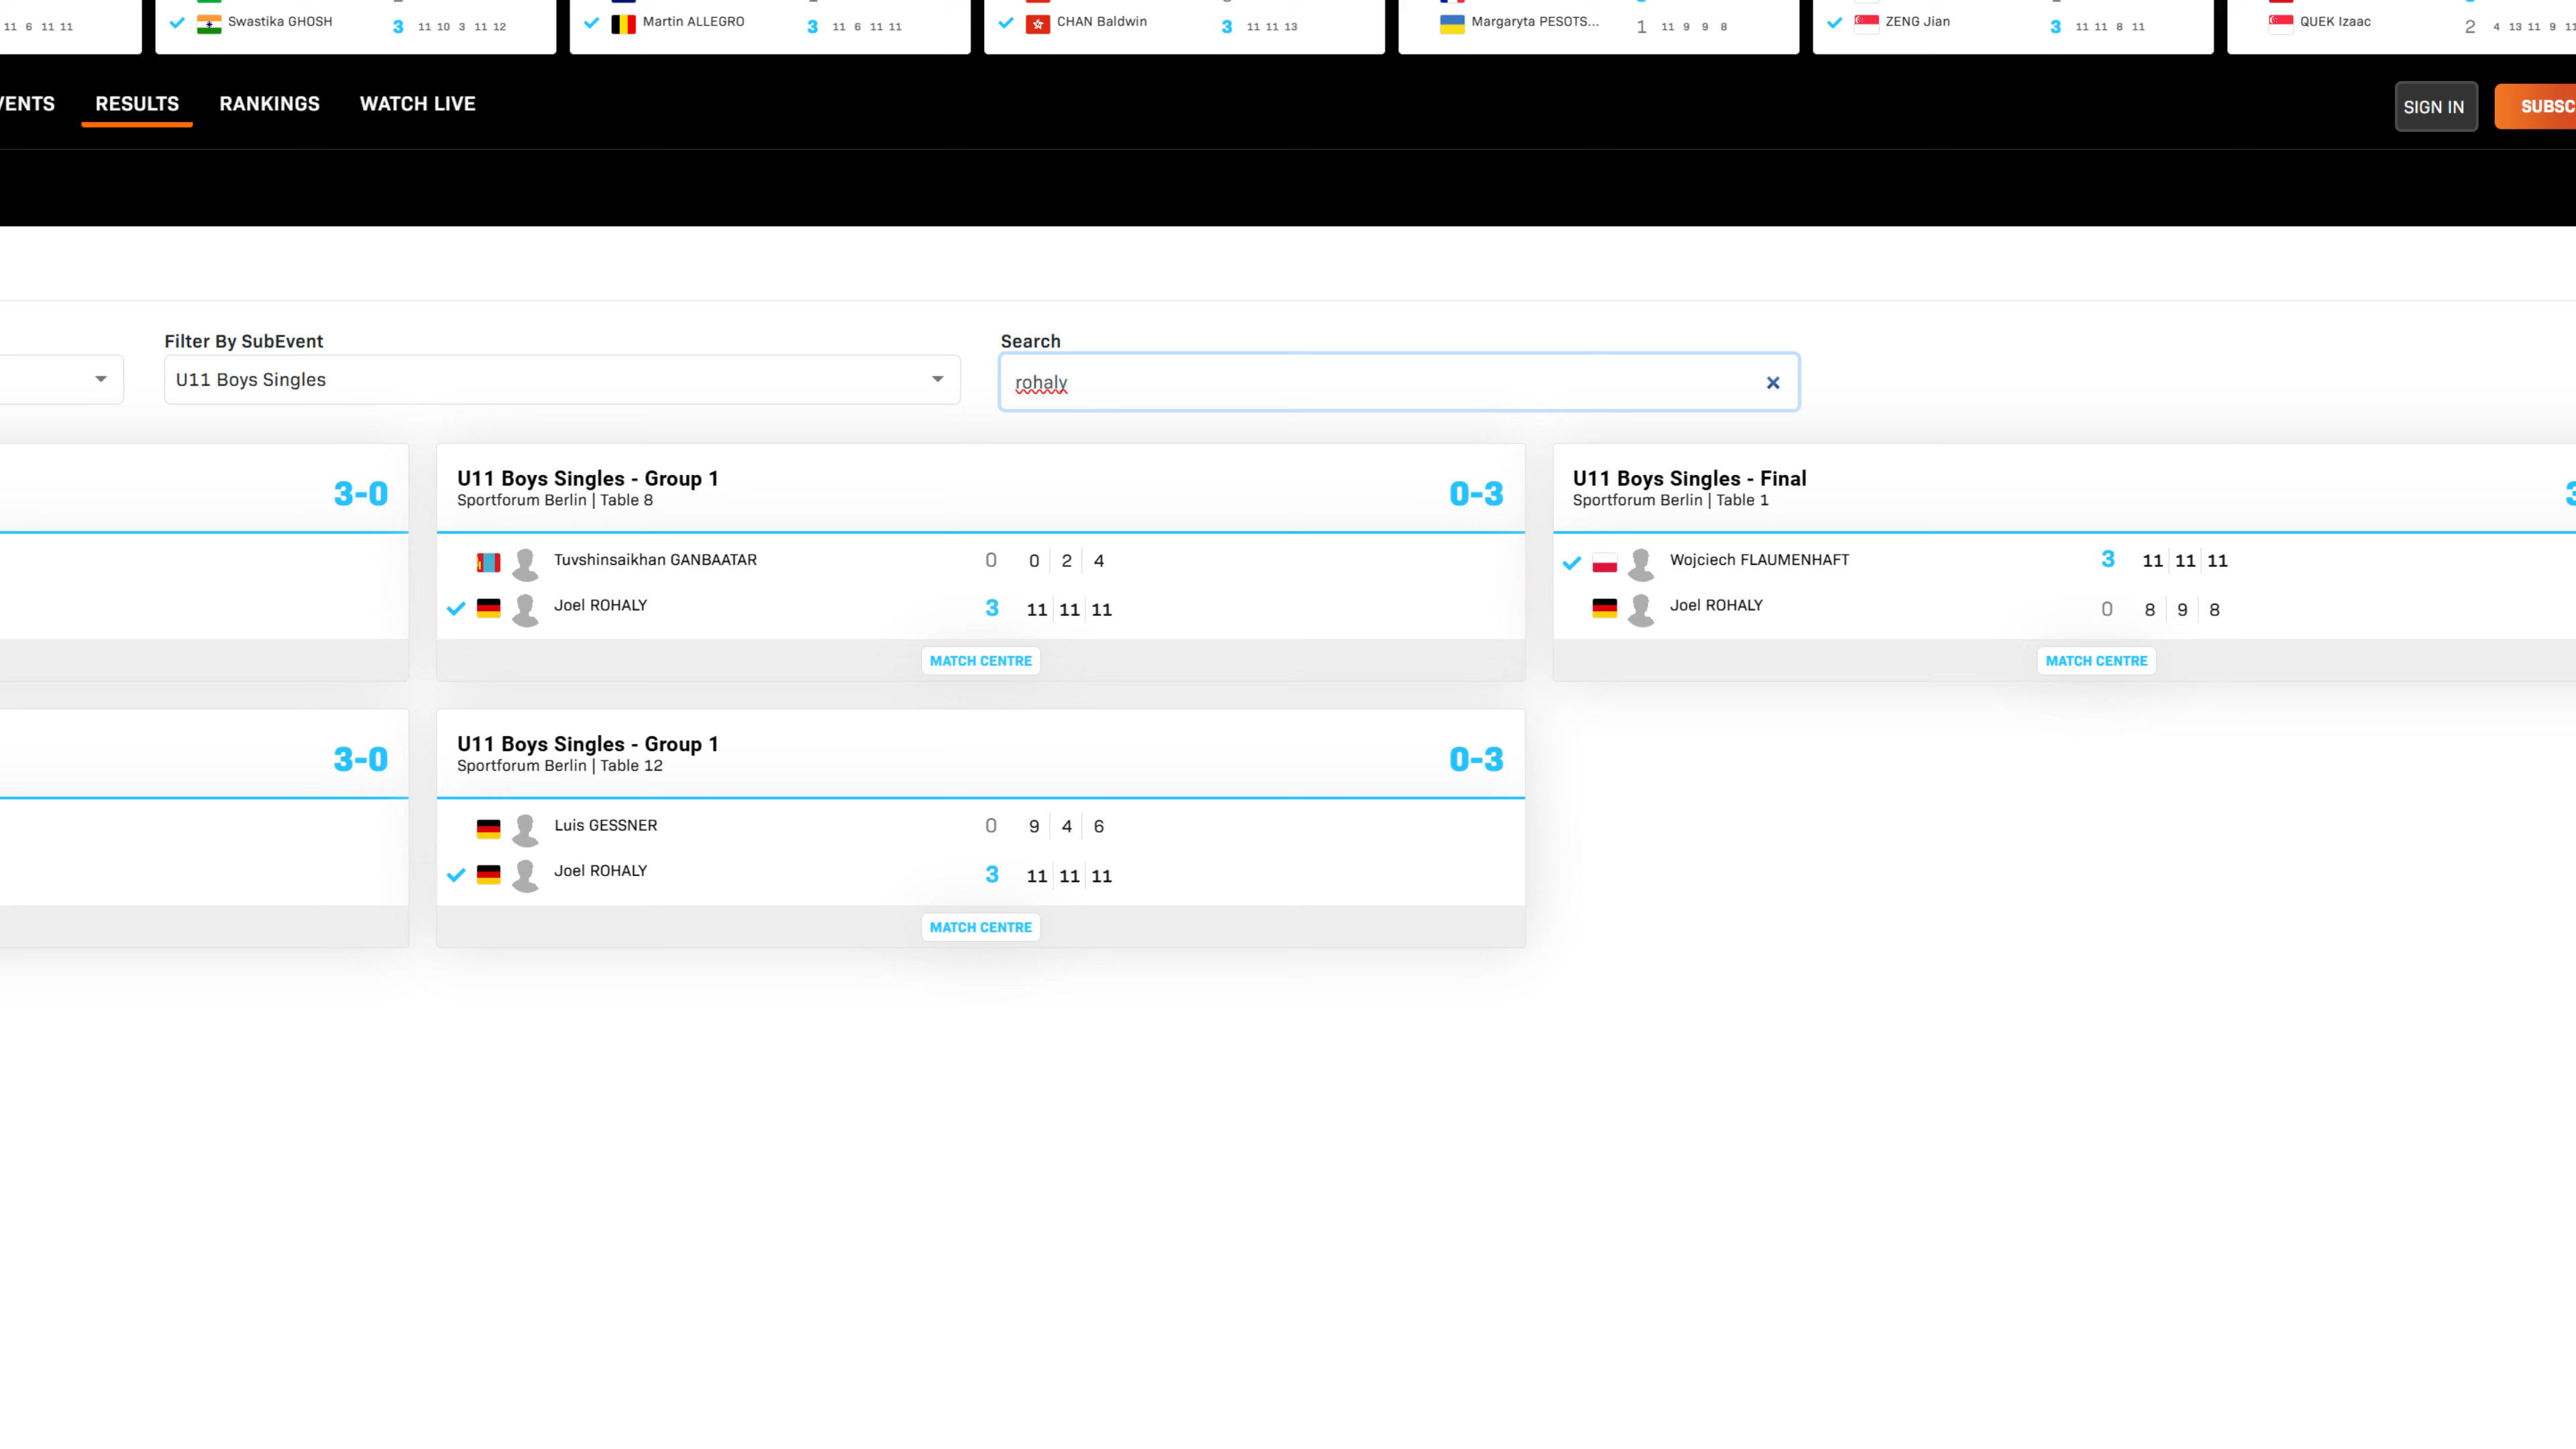 11 6 11 11
Swastika GHOSH 3 11 10 3 11 12
Martin ALLEGRO 3 11 6 11 11
CHAN Baldwin 3 11 11 13
Margaryta PESOTS... 1 11 9 9 8
ZENG Jian 3 11 11 8 11
QUEK Izaac 2 4 13 11 9
RESULTS
RANKINGS
WATCH LIVE
SIGN IN
Filter By SubEvent
U11 Boys Singles
Search
rohaly
3-0
U11 Boys Singles - Group 1
Sportforum Berlin | Table 8
0-3
Tuvshinsaikhan GANBAATAR 0 0 2 4
Joel ROHALY 3 11 11 11
MATCH CENTRE
U11 Boys Singles - Final
Sportforum Berlin | Table 1
Wojciech FLAUMENHAFT 3 11 11 11
Joel ROHALY 0 8 9 8
MATCH CENTRE
3-0
U11 Boys Singles - Group 1
Sportforum Berlin | Table 12
0-3
Luis GESSNER 0 9 4 6
Joel ROHALY 3 11 11 11
MATCH CENTRE